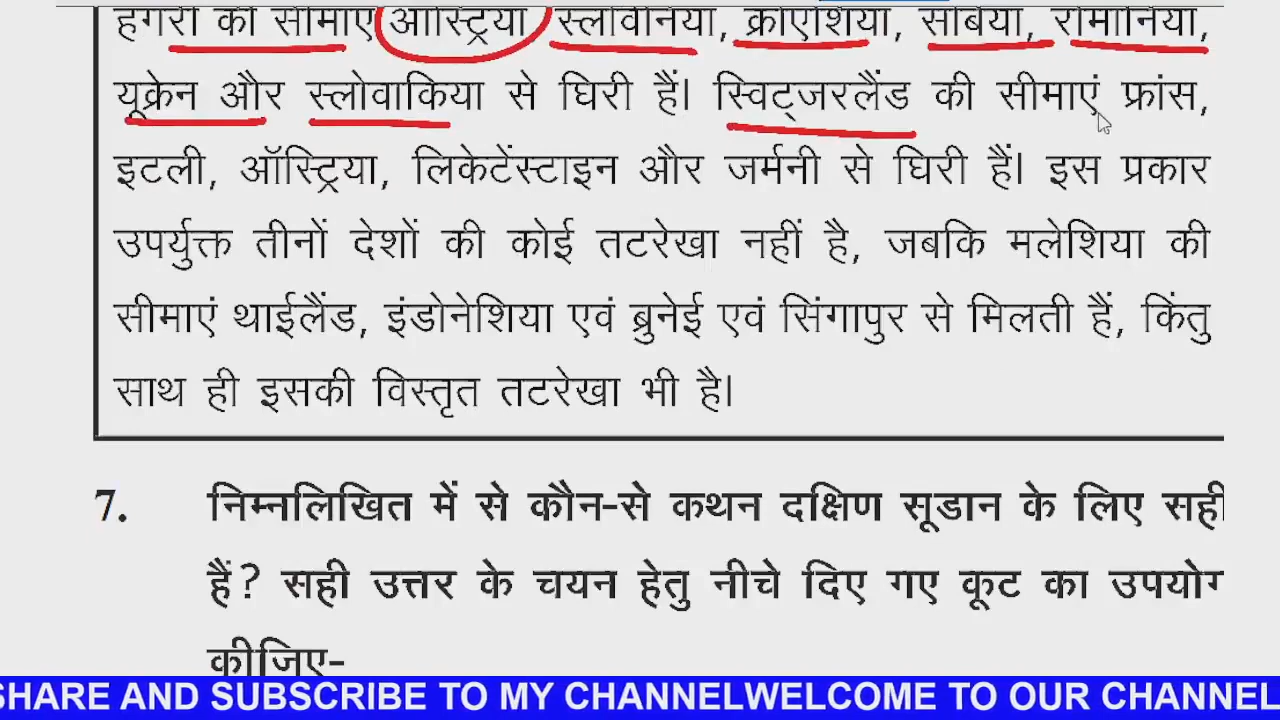 हंगरी की सीमाएं ऑस्ट्रिया स्लोवेनिया, क्रोएशिया, सर्बिया, रोमानिया,
यूक्रेन और स्लोवाकिया से घिरी हैं। स्विट्जरलैंड की सीमाएं फ्रांस,
इटली, ऑस्ट्रिया, लिकेटेंस्टाइन और जर्मनी से घिरी हैं। इस प्रकार
उपर्युक्त तीनों देशों की कोई तटरेखा नहीं है, जबकि मलेशिया की
सीमाएं थाईलैंड, इंडोनेशिया एवं ब्रुनेई एवं सिंगापुर से मिलती हैं, किंतु
साथ ही इसकी विस्तृत तटरेखा भी है।
7. निम्नलिखित में से कौन-से कथन दक्षिण सूडान के लिए सही
हैं? सही उत्तर के चयन हेतु नीचे दिए गए कूट का उपयोग
कीजिए-
SHARE AND SUBSCRIBE TO MY CHANNELWELCOME TO OUR CHANNEL